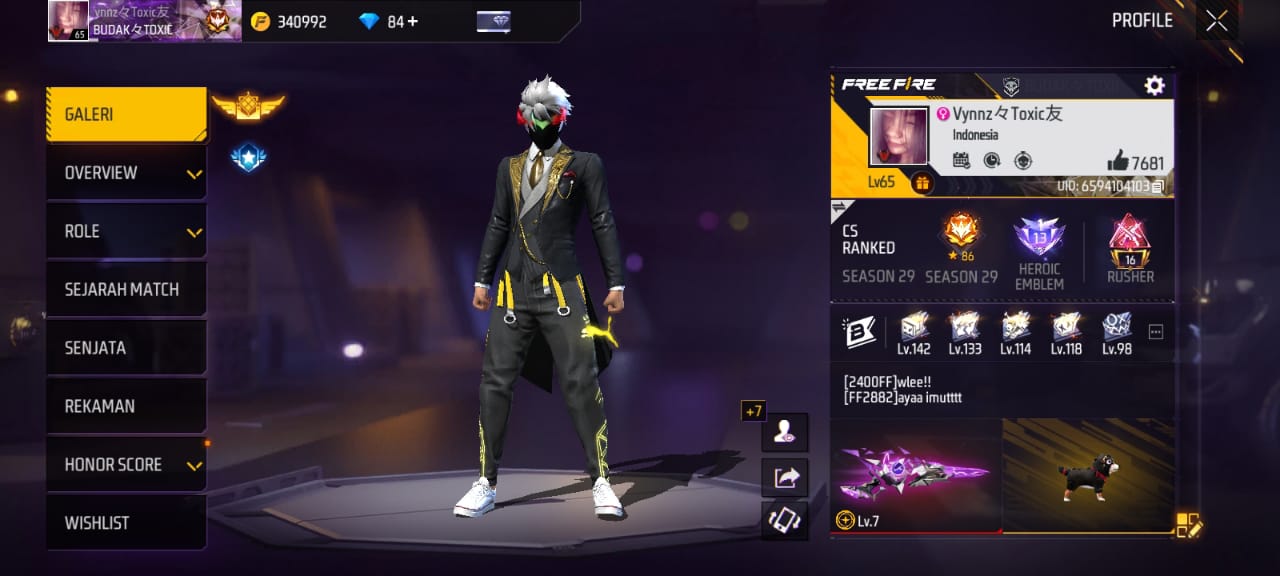 ynnz々Toxic友
65
BUDAK々TOXIC
340992
84+
PROFILE
GALERI
OVERVIEW
ROLE
SEJARAH MATCH
SENJATA
REKAMAN
HONOR SCORE
WISHLIST
+7
FREE FIRE
BUDAK々TOXIC
Vynnz々Toxic友
Indonesia
7681
Lv65
UID: 6594104103
CS RANKED
SEASON 29
86
SEASON 29
13
HEROIC EMBLEM
16
RUSHER
Lv.142 Lv.133 Lv.114 Lv.118 Lv.98
[2400FF]wlee!!
[FF2882]ayaa imutttt
Lv.7